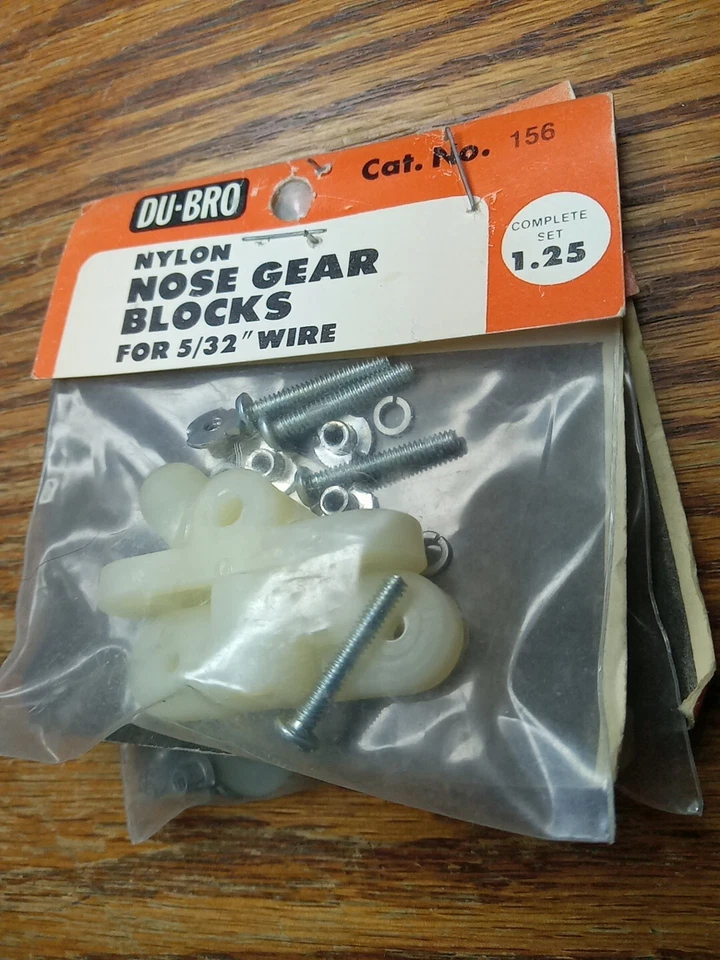 DU-BRO
Cat. No. 156
NYLON
NOSE GEAR
BLOCKS
FOR 5/32" WIRE
COMPLETE
SET
1.25